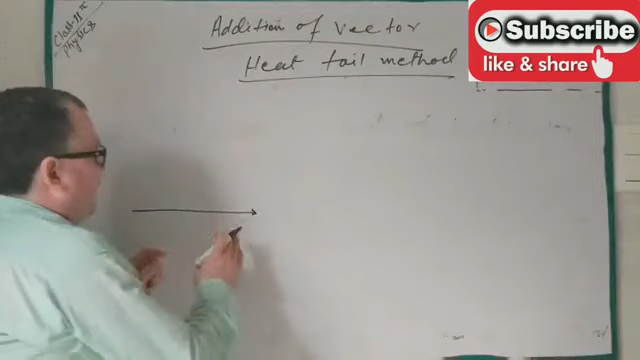 Class-11th
Physics
Addition of vector
Heat tail method
Subscribe
like & share